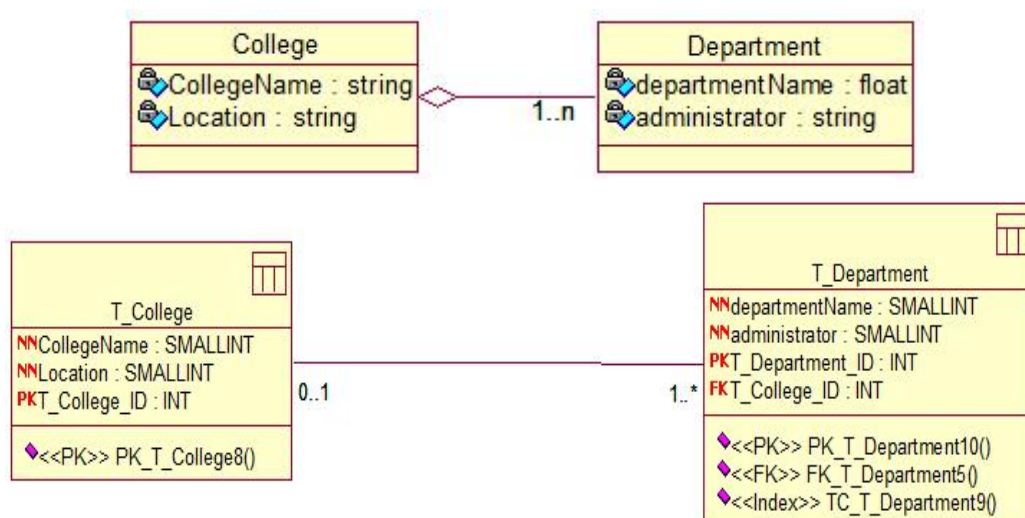 College
CollegeName : string
Location : string
1..n
Department
departmentName : float
administrator : string
T_College
NNCollegeName : SMALLINT
NNLocation : SMALLINT
PKT_College_ID : INT
<<PK>> PK_T_College8()
0..1
1..*
T_Department
NNdepartmentName : SMALLINT
NNadministrator : SMALLINT
PKT_Department_ID : INT
FKT_College_ID : INT
<<PK>> PK_T_Department10()
<<FK>> FK_T_Department5()
<<Index>> TC_T_Department9()